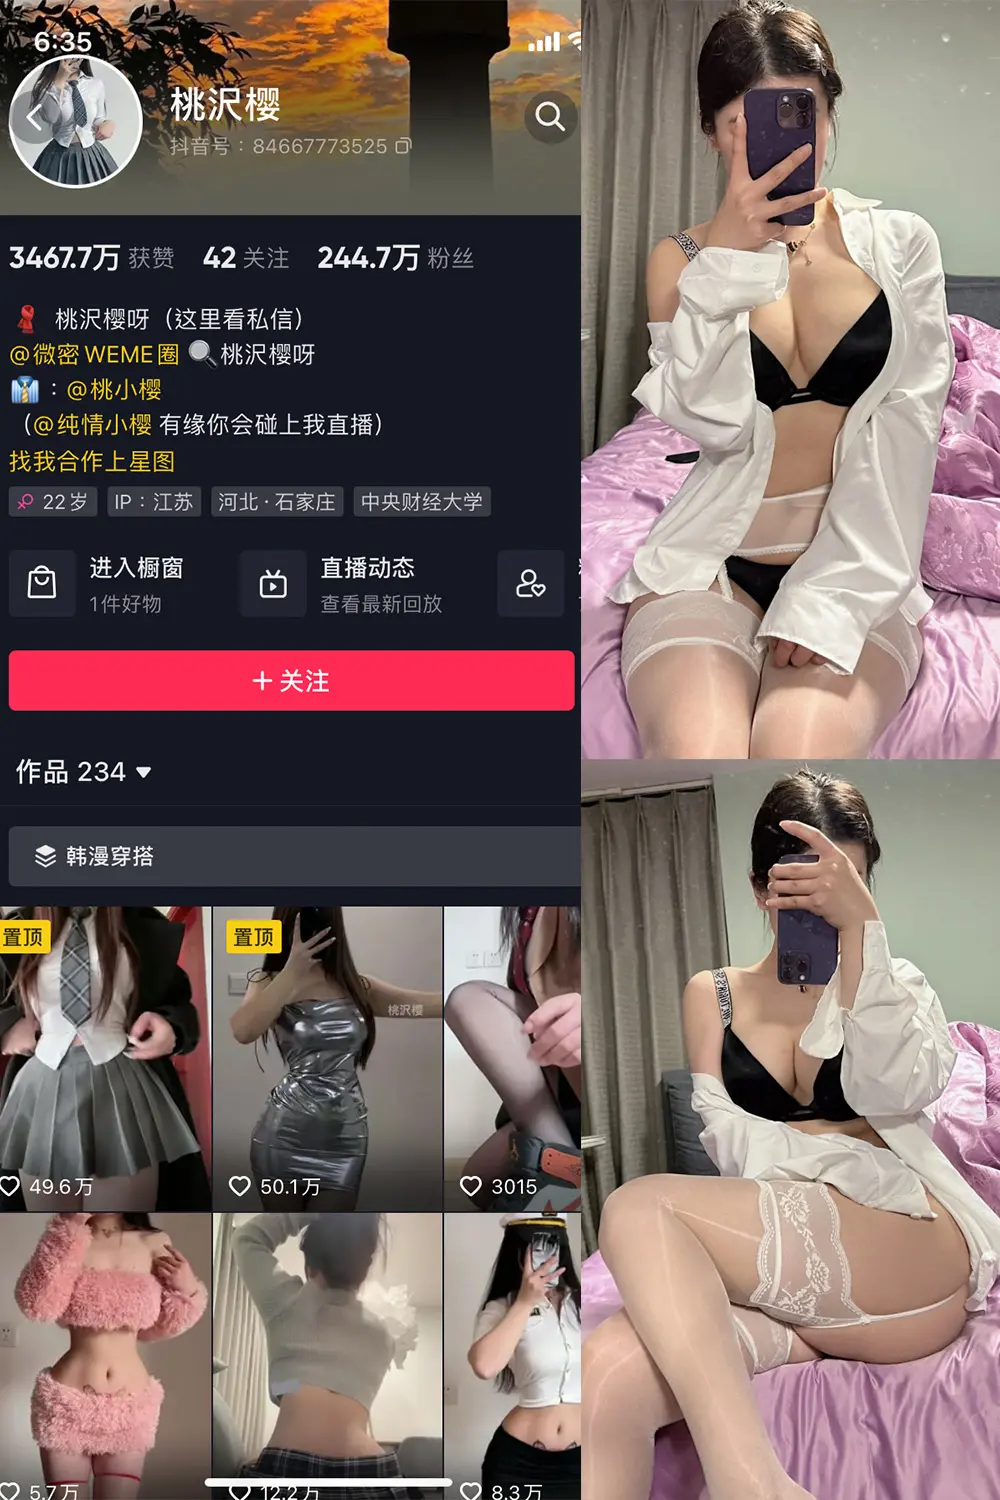 6:35
桃沢樱
抖音号：84667773525
3467.7万 获赞 42 关注 244.7万 粉丝
桃沢樱呀（这里看私信）
@微密WEME圈 🔍桃沢樱呀
：@桃小樱
（@纯情小樱 有缘你会碰上我直播）
找我合作上星图
22岁 IP：江苏 河北·石家庄 中央财经大学
进入橱窗 直播动态
1件好物 查看最新回放
+关注
作品 234
韩漫穿搭
置顶 置顶
桃沢樱
49.6万 50.1万 3015
5.7万 12.2万 8.3万